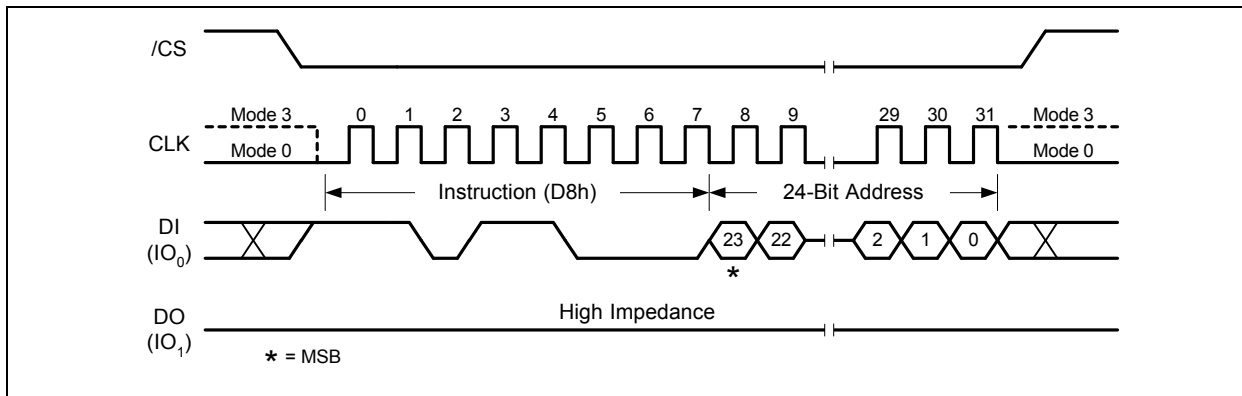 /CS
Mode 3 0 1 2 3 4 5 6 7 8 9 29 30 31 Mode 3
CLK
Mode 0 Mode 0
Instruction (D8h) 24-Bit Address
DI
(IO₀)
23 22 2 1 0
*
High Impedance
DO
(IO₁)
* = MSB